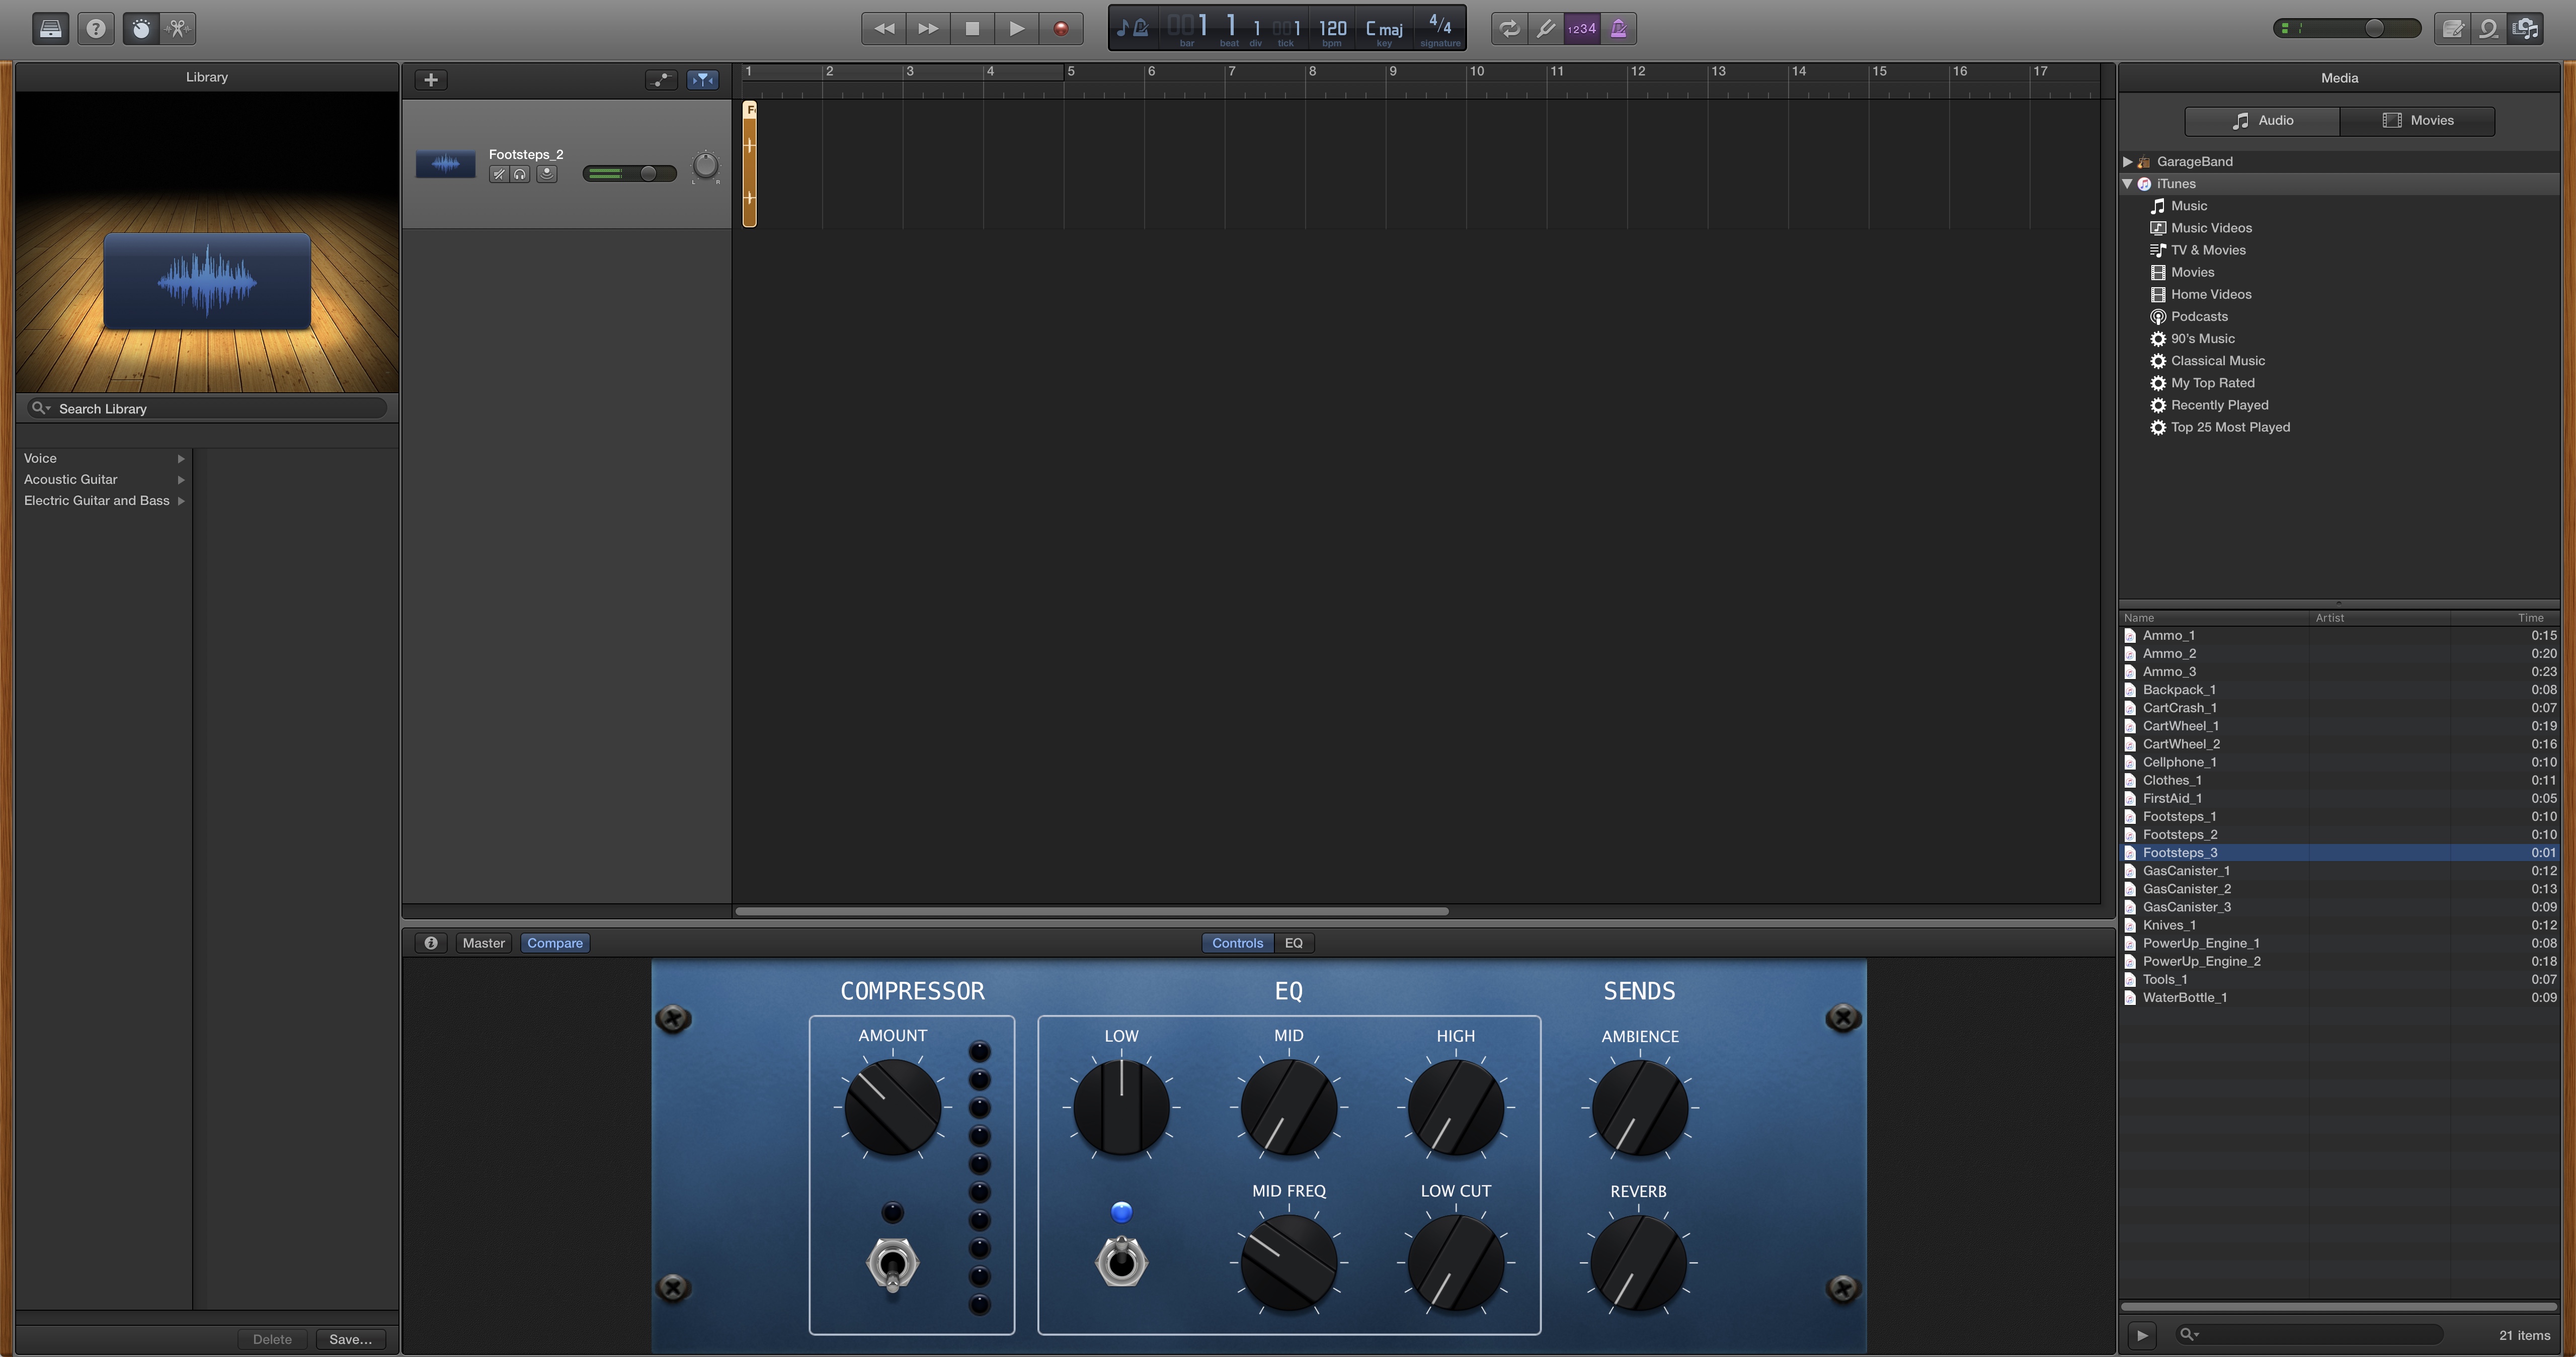 001 1 1 001 120 C maj 4/4
bar beat div tick bpm key signature
1234
Library
Search Library
Voice
Acoustic Guitar
Electric Guitar and Bass
Delete Save...
1 2 3 4 5 6 7 8 9 10 11 12 13 14 15 16 17
Footsteps_2
L R
F
Master Compare
Controls EQ
COMPRESSOR EQ SENDS
AMOUNT LOW MID HIGH AMBIENCE
MID FREQ LOW CUT REVERB
Media
Audio Movies
GarageBand
iTunes
Music
Music Videos
TV & Movies
Movies
Home Videos
Podcasts
90's Music
Classical Music
My Top Rated
Recently Played
Top 25 Most Played
Name Artist Time
Ammo_1 0:15
Ammo_2 0:20
Ammo_3 0:23
Backpack_1 0:08
CartCrash_1 0:07
CartWheel_1 0:19
CartWheel_2 0:16
Cellphone_1 0:10
Clothes_1 0:11
FirstAid_1 0:05
Footsteps_1 0:10
Footsteps_2 0:10
Footsteps_3 0:01
GasCanister_1 0:12
GasCanister_2 0:13
GasCanister_3 0:09
Knives_1 0:12
PowerUp_Engine_1 0:08
PowerUp_Engine_2 0:18
Tools_1 0:07
WaterBottle_1 0:09
21 items